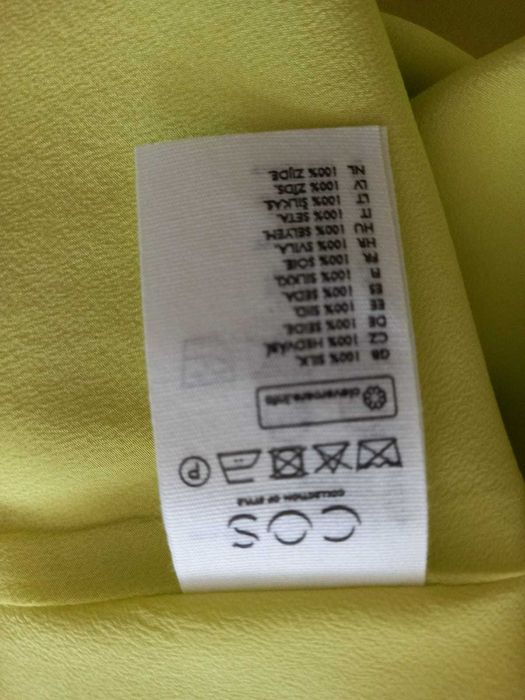 COS
COLLECTION OF STYLE
P
clevercare.info
GB 100% SILK.
CZ 100% HEDVÁBÍ.
DE 100% SEIDE.
EE 100% SIID.
ES 100% SEDA.
FI 100% SILKKI.
FR 100% SOIE.
HR 100% SVILA.
HU 100% SELYEM.
IT 100% SETA.
LT 100% ŠILKAS.
LV 100% ZĪDS.
NL 100% ZIJDE.